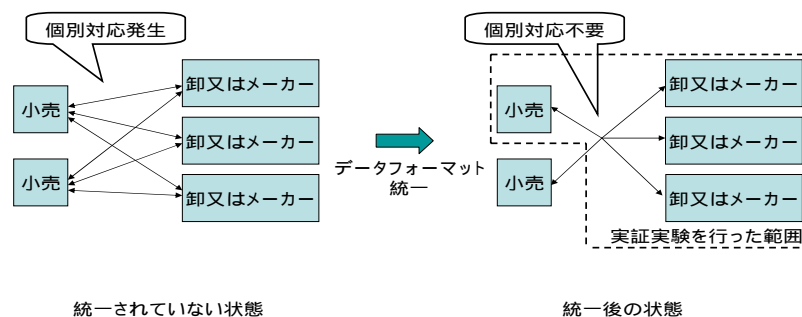 個別対応発生
小売
小売
卸又はメーカー
卸又はメーカー
卸又はメーカー
データフォーマット
統一
個別対応不要
小売
小売
卸又はメーカー
卸又はメーカー
卸又はメーカー
実証実験を行った範囲
統一されていない状態
統一後の状態